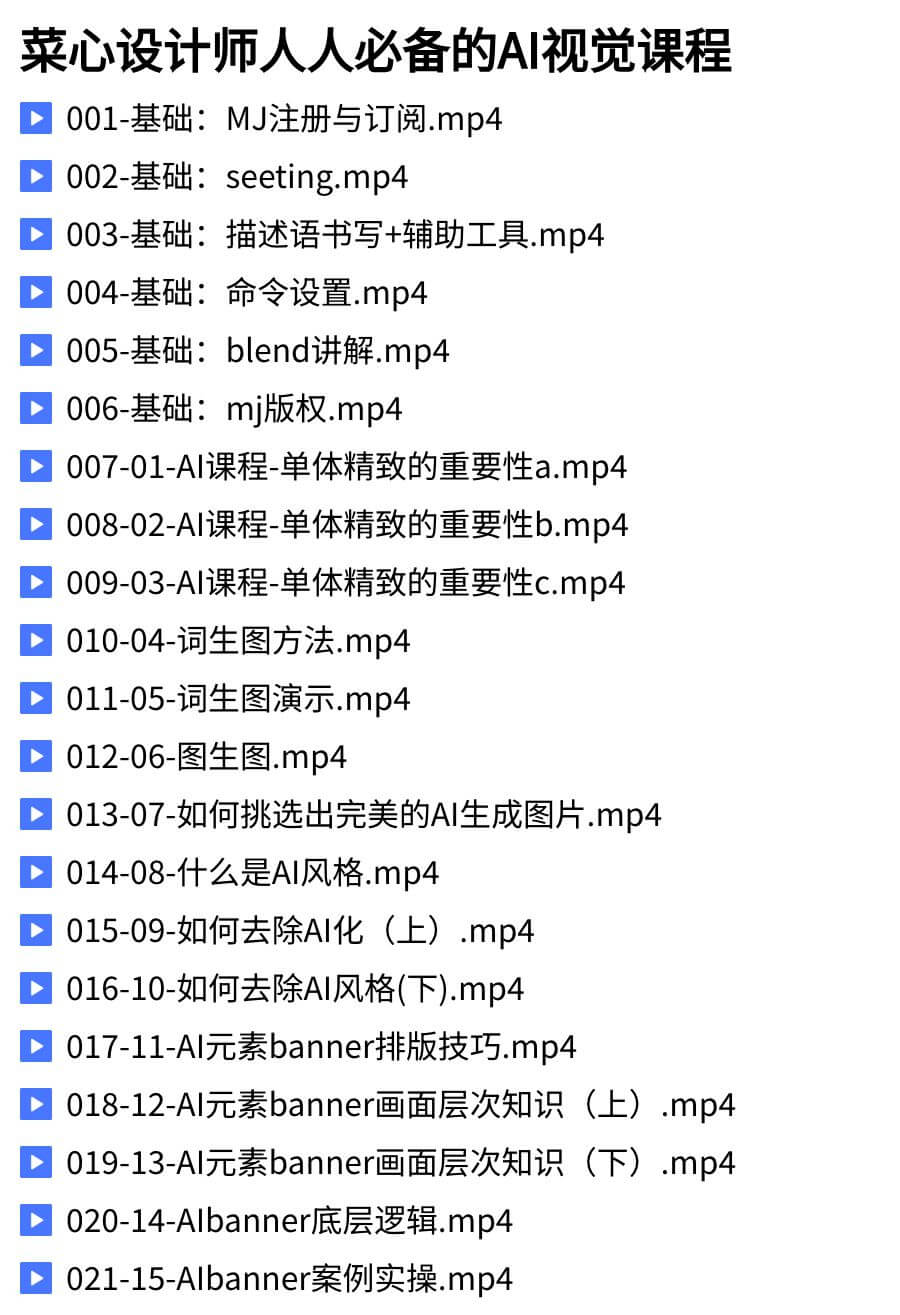 菜心设计师人人必备的AI视觉课程
001-基础：MJ注册与订阅.mp4
002-基础：seeting.mp4
003-基础：描述语书写+辅助工具.mp4
004-基础：命令设置.mp4
005-基础：blend讲解.mp4
006-基础：mj版权.mp4
007-01-AI课程-单体精致的重要性a.mp4
008-02-AI课程-单体精致的重要性b.mp4
009-03-AI课程-单体精致的重要性c.mp4
010-04-词生图方法.mp4
011-05-词生图演示.mp4
012-06-图生图.mp4
013-07-如何挑选出完美的AI生成图片.mp4
014-08-什么是AI风格.mp4
015-09-如何去除AI化（上）.mp4
016-10-如何去除AI风格(下).mp4
017-11-AI元素banner排版技巧.mp4
018-12-AI元素banner画面层次知识（上）.mp4
019-13-AI元素banner画面层次知识（下）.mp4
020-14-AIbanner底层逻辑.mp4
021-15-AIbanner案例实操.mp4